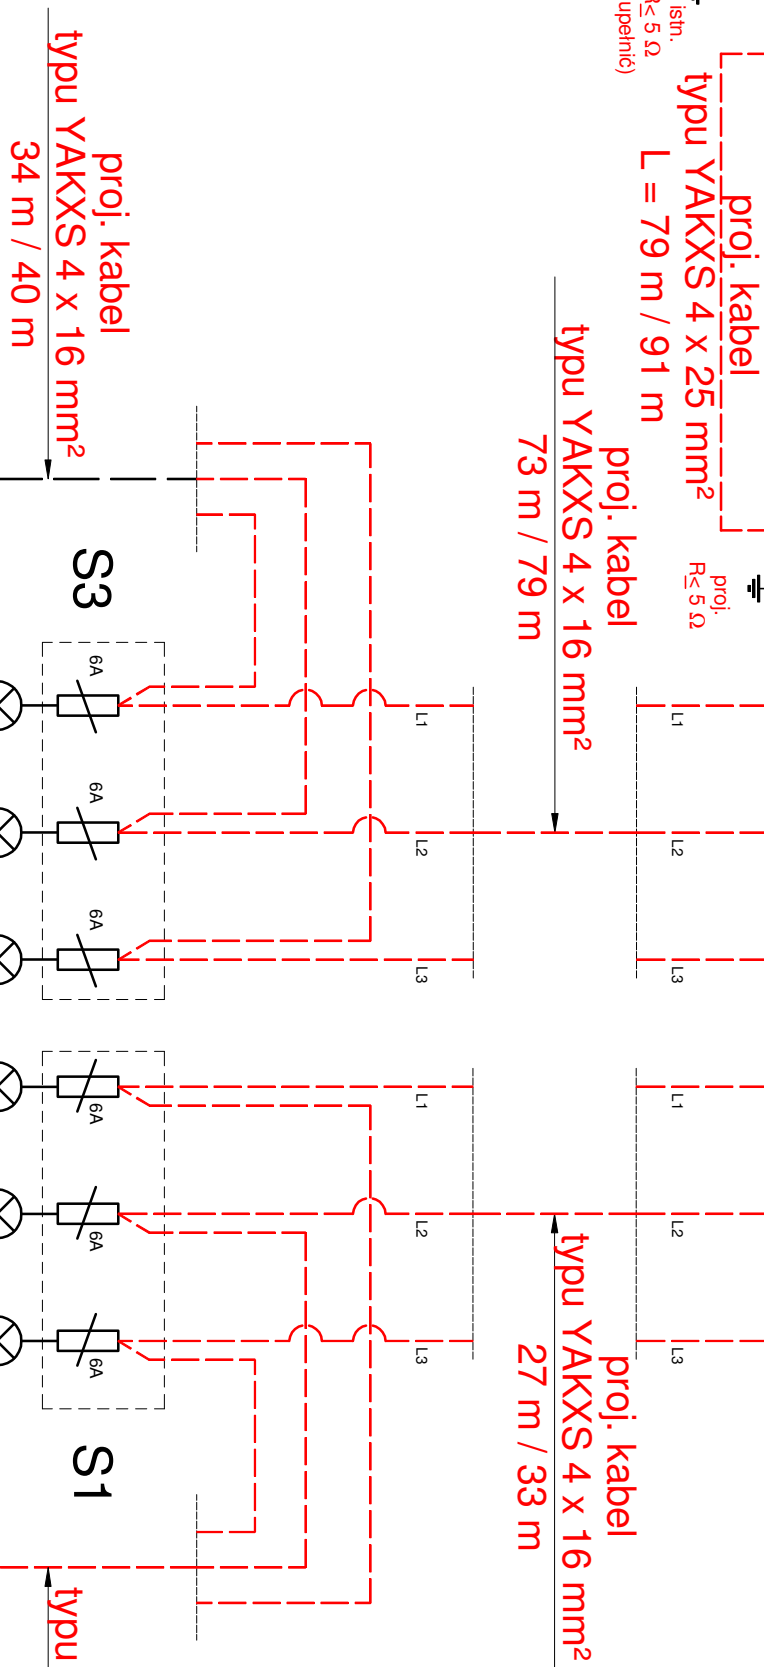 istn.
R< 5 Ω
upełnić)
proj. kabel
typu YAKXS 4 x 25 mm²
L = 79 m / 91 m
proj.
R< 5 Ω
proj. kabel
typu YAKXS 4 x 16 mm²
73 m / 79 m
proj. kabel
typu YAKXS 4 x 16 mm²
27 m / 33 m
L1
L2
L3
L1
L2
L3
L1
L2
L3
L1
L2
L3
proj. kabel
typu YAKXS 4 x 16 mm²
34 m / 40 m
S3
6A
6A
6A
6A
6A
6A
S1
typu